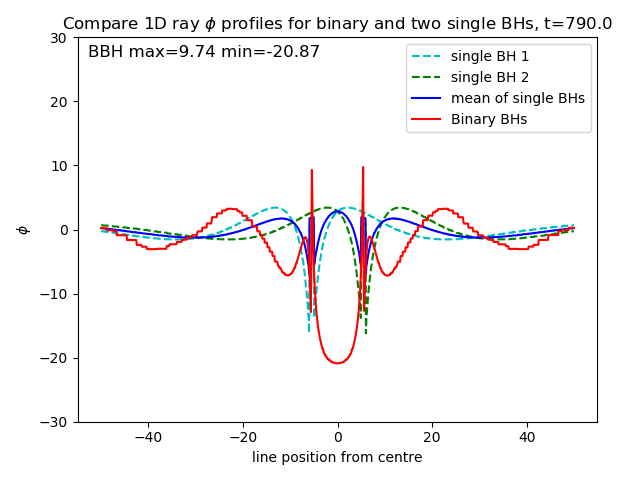 Compare 1D ray ϕ profiles for binary and two single BHs, t=790.0
BBH max=9.74 min=-20.87
single BH 1
single BH 2
mean of single BHs
Binary BHs
30
20
10
0
−10
−20
−30
ϕ
−40
−20
0
20
40
line position from centre